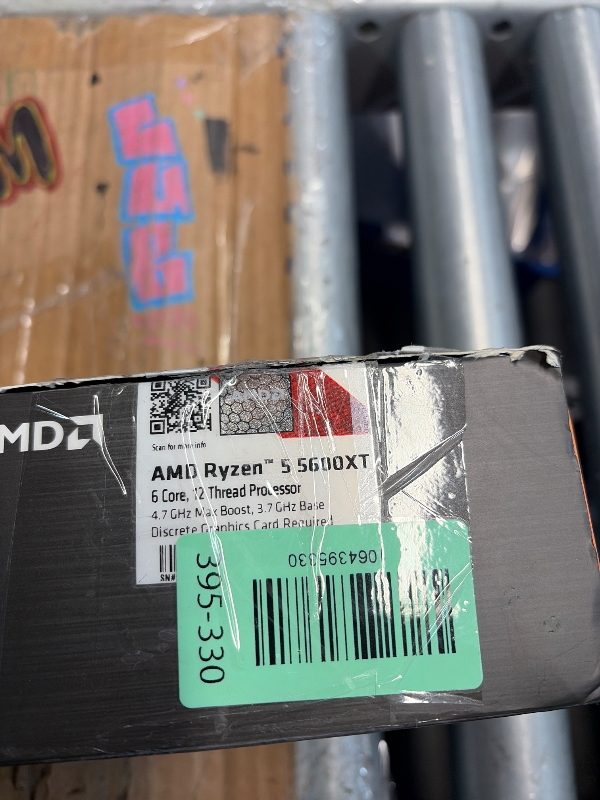 AMD
Scan for more info
AMD Ryzen™ 5 5600XT
6 Core, 12 Thread Processor
4.7 GHz Max Boost, 3.7 GHz Base
Discrete Graphics Card Required
SN#
395-330